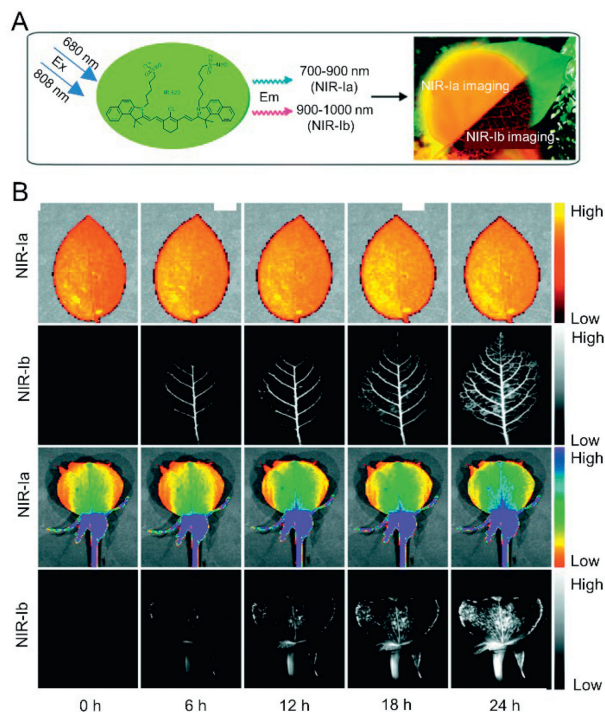 A
680 nm
Ex
808 nm
700-900 nm
(NIR-Ia)
Em
900-1000 nm
(NIR-Ib)
NIR-Ia imaging
NIR-Ib imaging
B
NIR-Ia
High
Low
NIR-Ib
High
Low
NIR-Ia
High
Low
NIR-Ib
High
Low
0 h
6 h
12 h
18 h
24 h